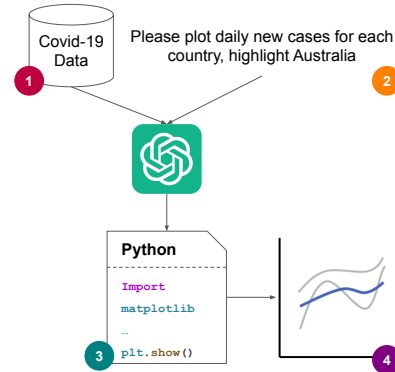 Covid-19
Data
1
Please plot daily new cases for each
country, highlight Australia
2
Python
Import
matplotlib
…
plt.show()
3
4